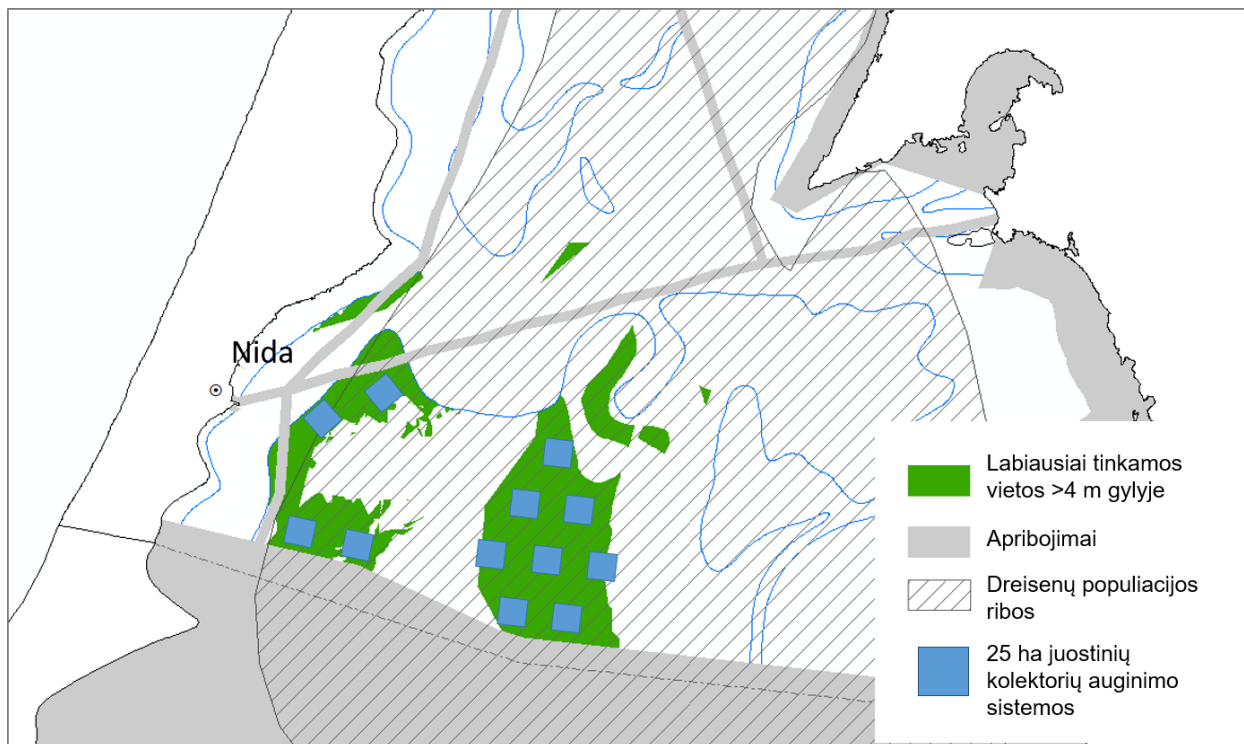 Nida
Labiausiai tinkamos
vietos >4 m gylyje
Apribojimai
Dreisenų populiacijos
ribos
25 ha juostinių
kolektorių auginimo
sistemos